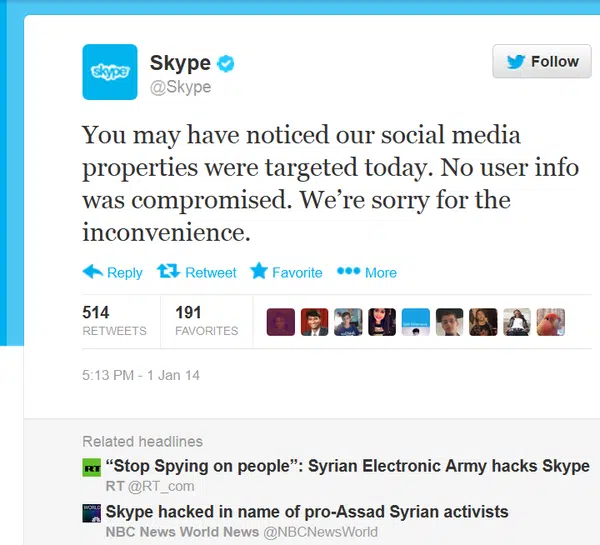 skype
Skype
@Skype
Follow
You may have noticed our social media
properties were targeted today. No user info
was compromised. We’re sorry for the
inconvenience.
Reply Retweet Favorite More
514 191
RETWEETS FAVORITES
5:13 PM - 1 Jan 14
Related headlines
RT “Stop Spying on people”: Syrian Electronic Army hacks Skype
RT @RT_com
WORLD Skype hacked in name of pro-Assad Syrian activists
NBC News World News @NBCNewsWorld